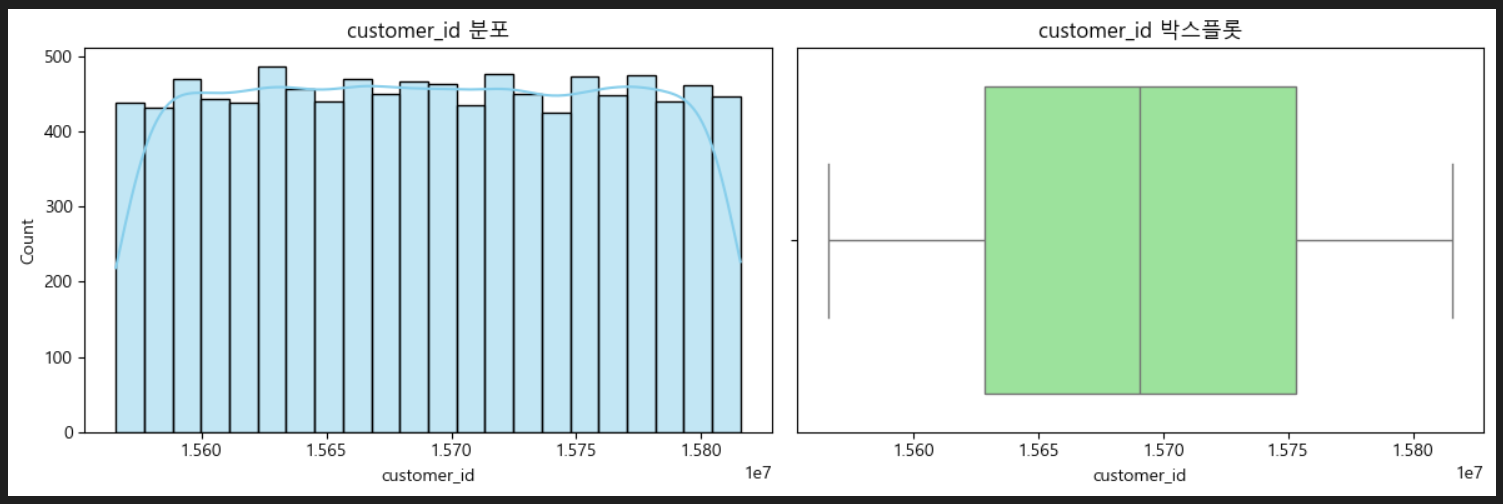 customer_id 분포
500
400
300
200
100
0
Count
1.560
1.565
1.570
1.575
1.580
1e7
customer_id
customer_id 박스플롯
1.560
1.565
1.570
1.575
1.580
1e7
customer_id